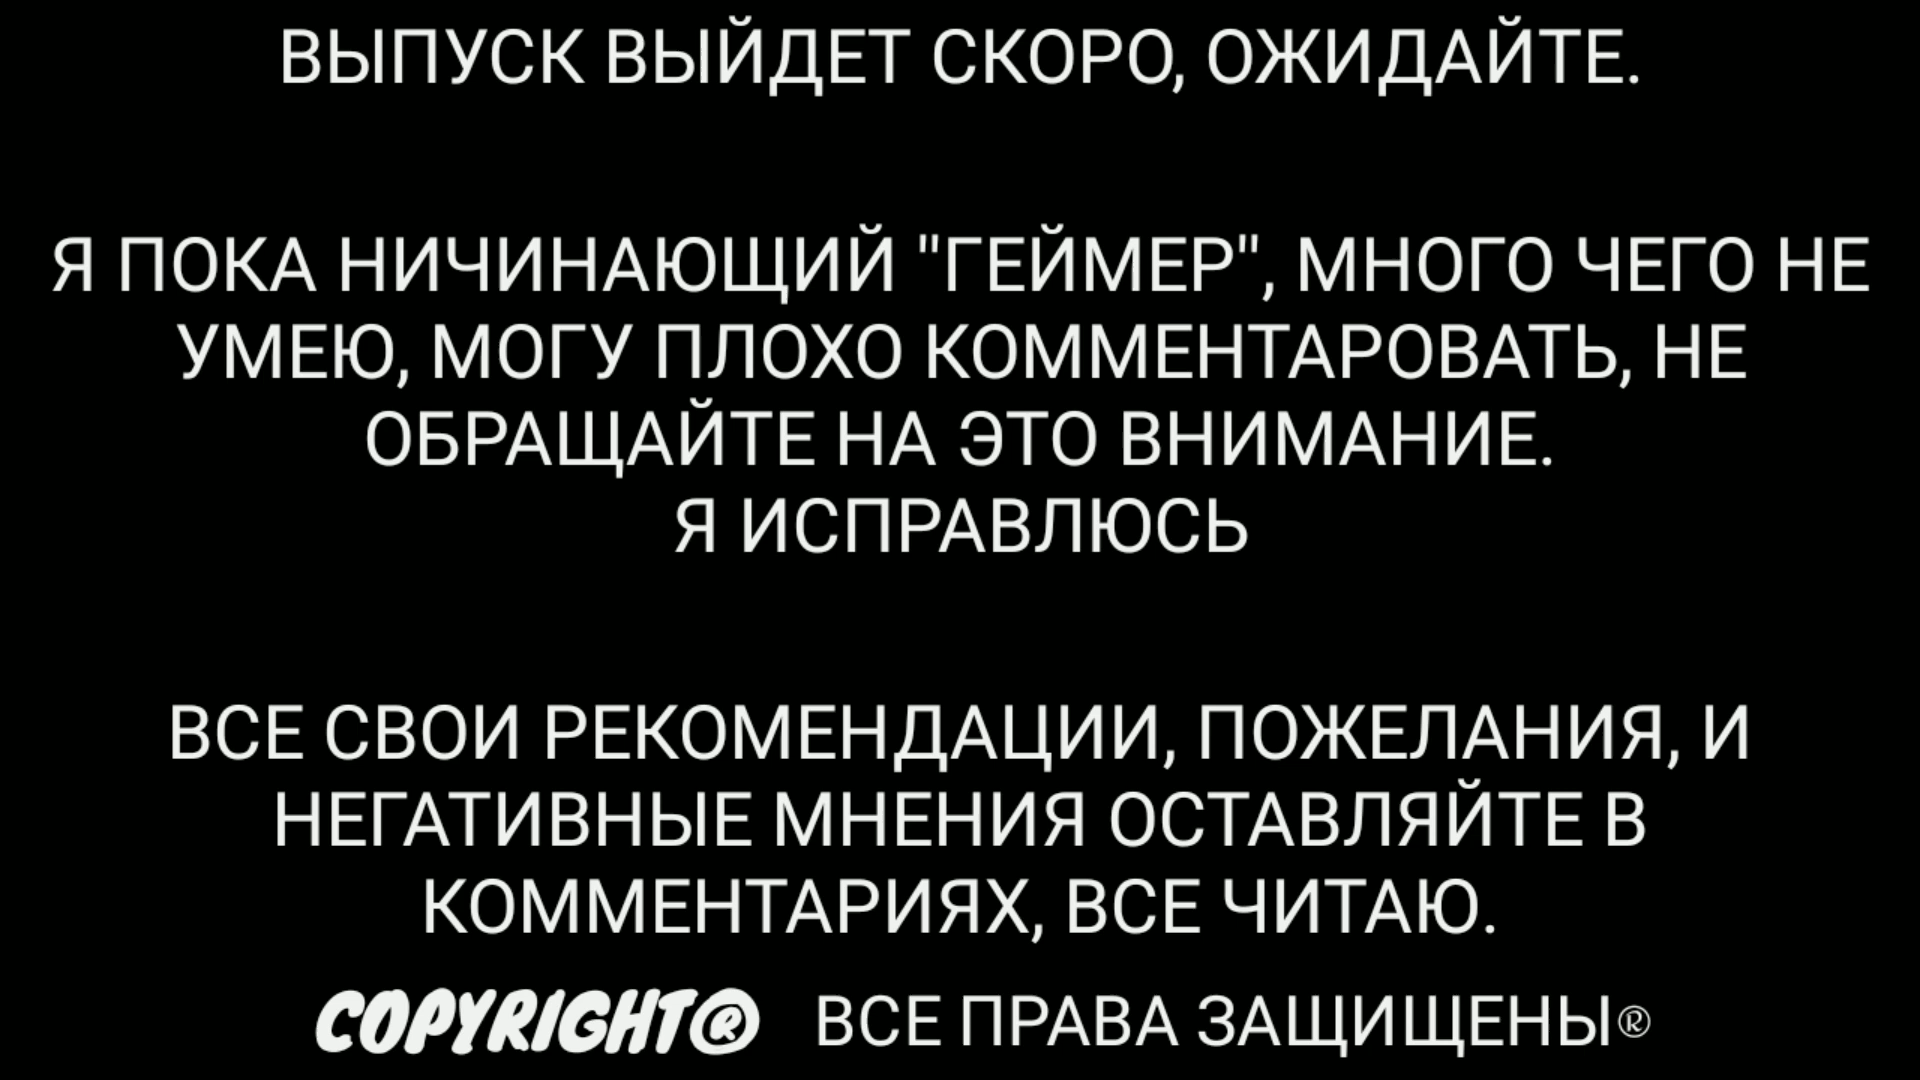 ВЫПУСК ВЫЙДЕТ СКОРО, ОЖИДАЙТЕ.
Я ПОКА НИЧИНАЮЩИЙ "ГЕЙМЕР", МНОГО ЧЕГО НЕ
УМЕЮ, МОГУ ПЛОХО КОММЕНТАРОВАТЬ, НЕ
ОБРАЩАЙТЕ НА ЭТО ВНИМАНИЕ.
Я ИСПРАВЛЮСЬ
ВСЕ СВОИ РЕКОМЕНДАЦИИ, ПОЖЕЛАНИЯ, И
НЕГАТИВНЫЕ МНЕНИЯ ОСТАВЛЯЙТЕ В
КОММЕНТАРИЯХ, ВСЕ ЧИТАЮ.
COPYRIGHT® ВСЕ ПРАВА ЗАЩИЩЕНЫ®